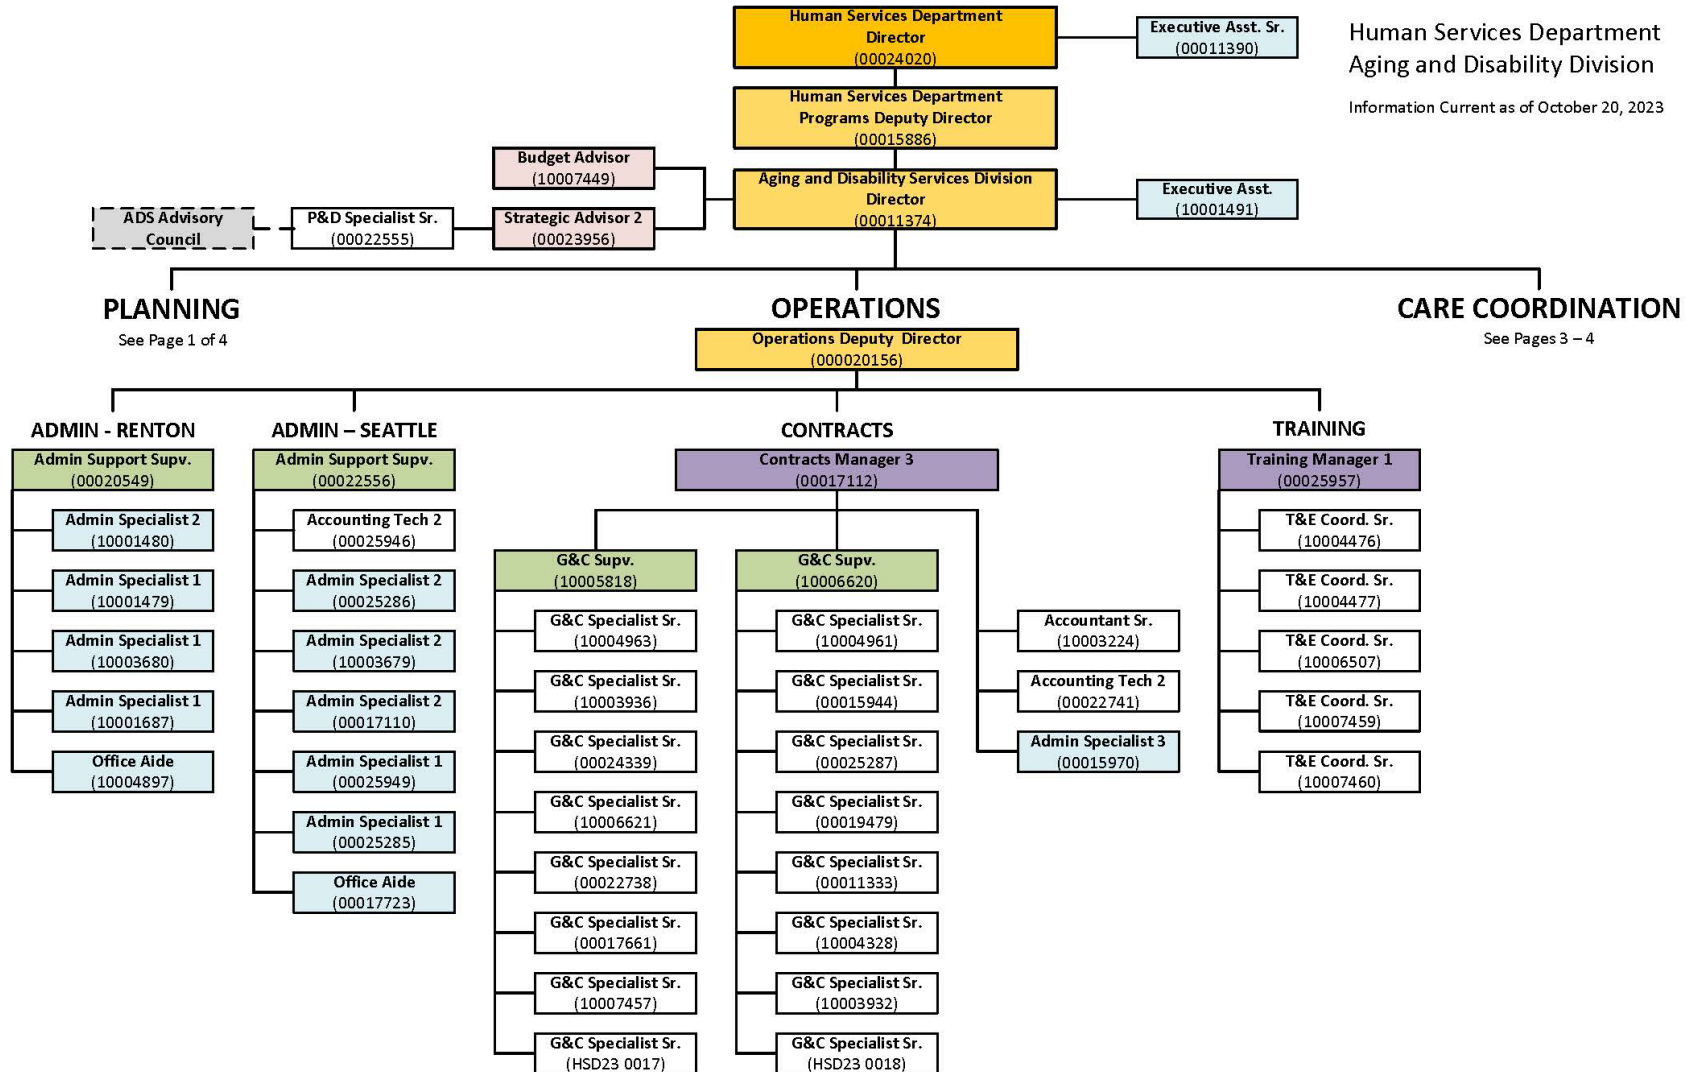 Human Services Department
Director
(00024020)
Executive Asst. Sr.
(00011390)
Human Services Department
Aging and Disability Division
Information Current as of October 20, 2023
Human Services Department
Programs Deputy Director
(00015886)
Budget Advisor
(10007449)
Aging and Disability Services Division
Director
(00011374)
Executive Asst.
(10001491)
ADS Advisory
Council
P&D Specialist Sr.
(00022555)
Strategic Advisor 2
(00023956)
PLANNING
See Page 1 of 4
OPERATIONS
Operations Deputy  Director
(000020156)
CARE COORDINATION
See Pages 3 – 4
ADMIN - RENTON
Admin Support Supv.
(00020549)
Admin Specialist 2
(10001480)
Admin Specialist 1
(10001479)
Admin Specialist 1
(10003680)
Admin Specialist 1
(10001687)
Office Aide
(10004897)
ADMIN – SEATTLE
Admin Support Supv.
(00022556)
Accounting Tech 2
(00025946)
Admin Specialist 2
(00025286)
Admin Specialist 2
(10003679)
Admin Specialist 2
(00017110)
Admin Specialist 1
(00025949)
Admin Specialist 1
(00025285)
Office Aide
(00017723)
CONTRACTS
Contracts Manager 3
(00017112)
G&C Supv.
(10005818)
G&C Specialist Sr.
(10004963)
G&C Specialist Sr.
(10003936)
G&C Specialist Sr.
(00024339)
G&C Specialist Sr.
(10006621)
G&C Specialist Sr.
(00022738)
G&C Specialist Sr.
(00017661)
G&C Specialist Sr.
(10007457)
G&C Specialist Sr.
(HSD23 0017)
G&C Supv.
(10006620)
G&C Specialist Sr.
(10004961)
G&C Specialist Sr.
(00015944)
G&C Specialist Sr.
(00025287)
G&C Specialist Sr.
(00019479)
G&C Specialist Sr.
(00011333)
G&C Specialist Sr.
(10004328)
G&C Specialist Sr.
(10003932)
G&C Specialist Sr.
(HSD23 0018)
Accountant Sr.
(10003224)
Accounting Tech 2
(00022741)
Admin Specialist 3
(00015970)
TRAINING
Training Manager 1
(00025957)
T&E Coord. Sr.
(10004476)
T&E Coord. Sr.
(10004477)
T&E Coord. Sr.
(10006507)
T&E Coord. Sr.
(10007459)
T&E Coord. Sr.
(10007460)